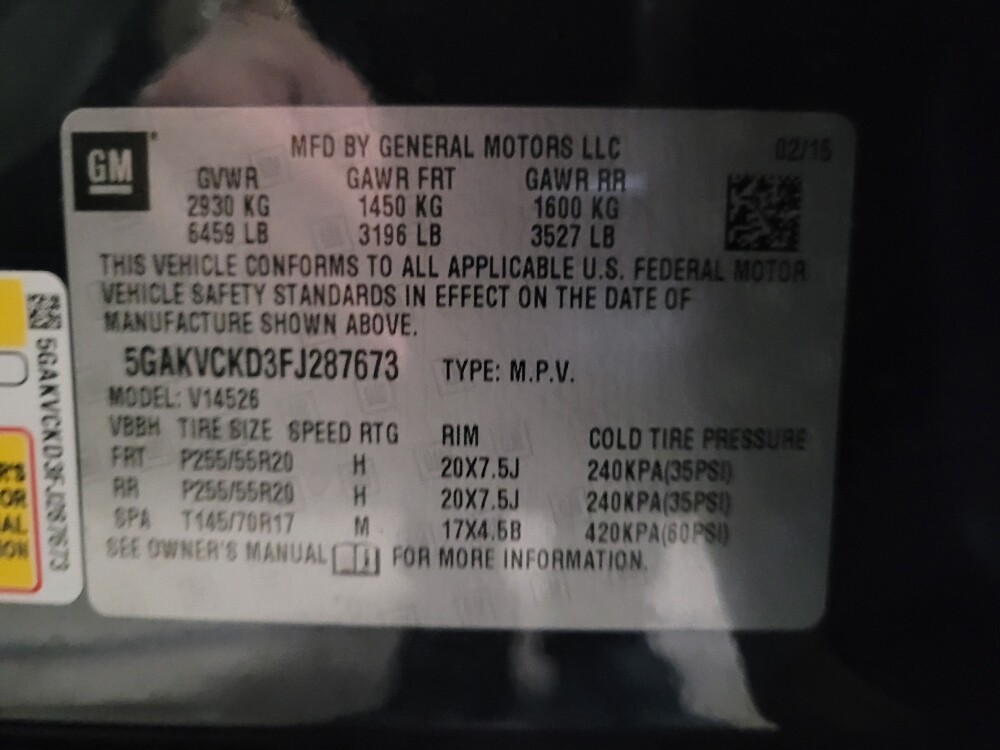 GM
MFD BY GENERAL MOTORS LLC 02/15
GVWR GAWR FRT GAWR RR
2930 KG 1450 KG 1600 KG
6459 LB 3196 LB 3527 LB
THIS VEHICLE CONFORMS TO ALL APPLICABLE U.S. FEDERAL MOTOR
VEHICLE SAFETY STANDARDS IN EFFECT ON THE DATE OF
MANUFACTURE SHOWN ABOVE.
5GAKVCKD3FJ287673 TYPE: M.P.V.
MODEL: V14526
VBBH TIRE SIZE SPEED RTG RIM COLD TIRE PRESSURE
FRT P255/55R20 H 20X7.5J 240KPA(35PSI)
RR P255/55R20 H 20X7.5J 240KPA(35PSI)
SPA T145/70R17 M 17X4.5B 420KPA(60PSI)
SEE OWNER'S MANUAL FOR MORE INFORMATION.
5GAKVCKD3FJ287673
R'S
OR
AL
ION